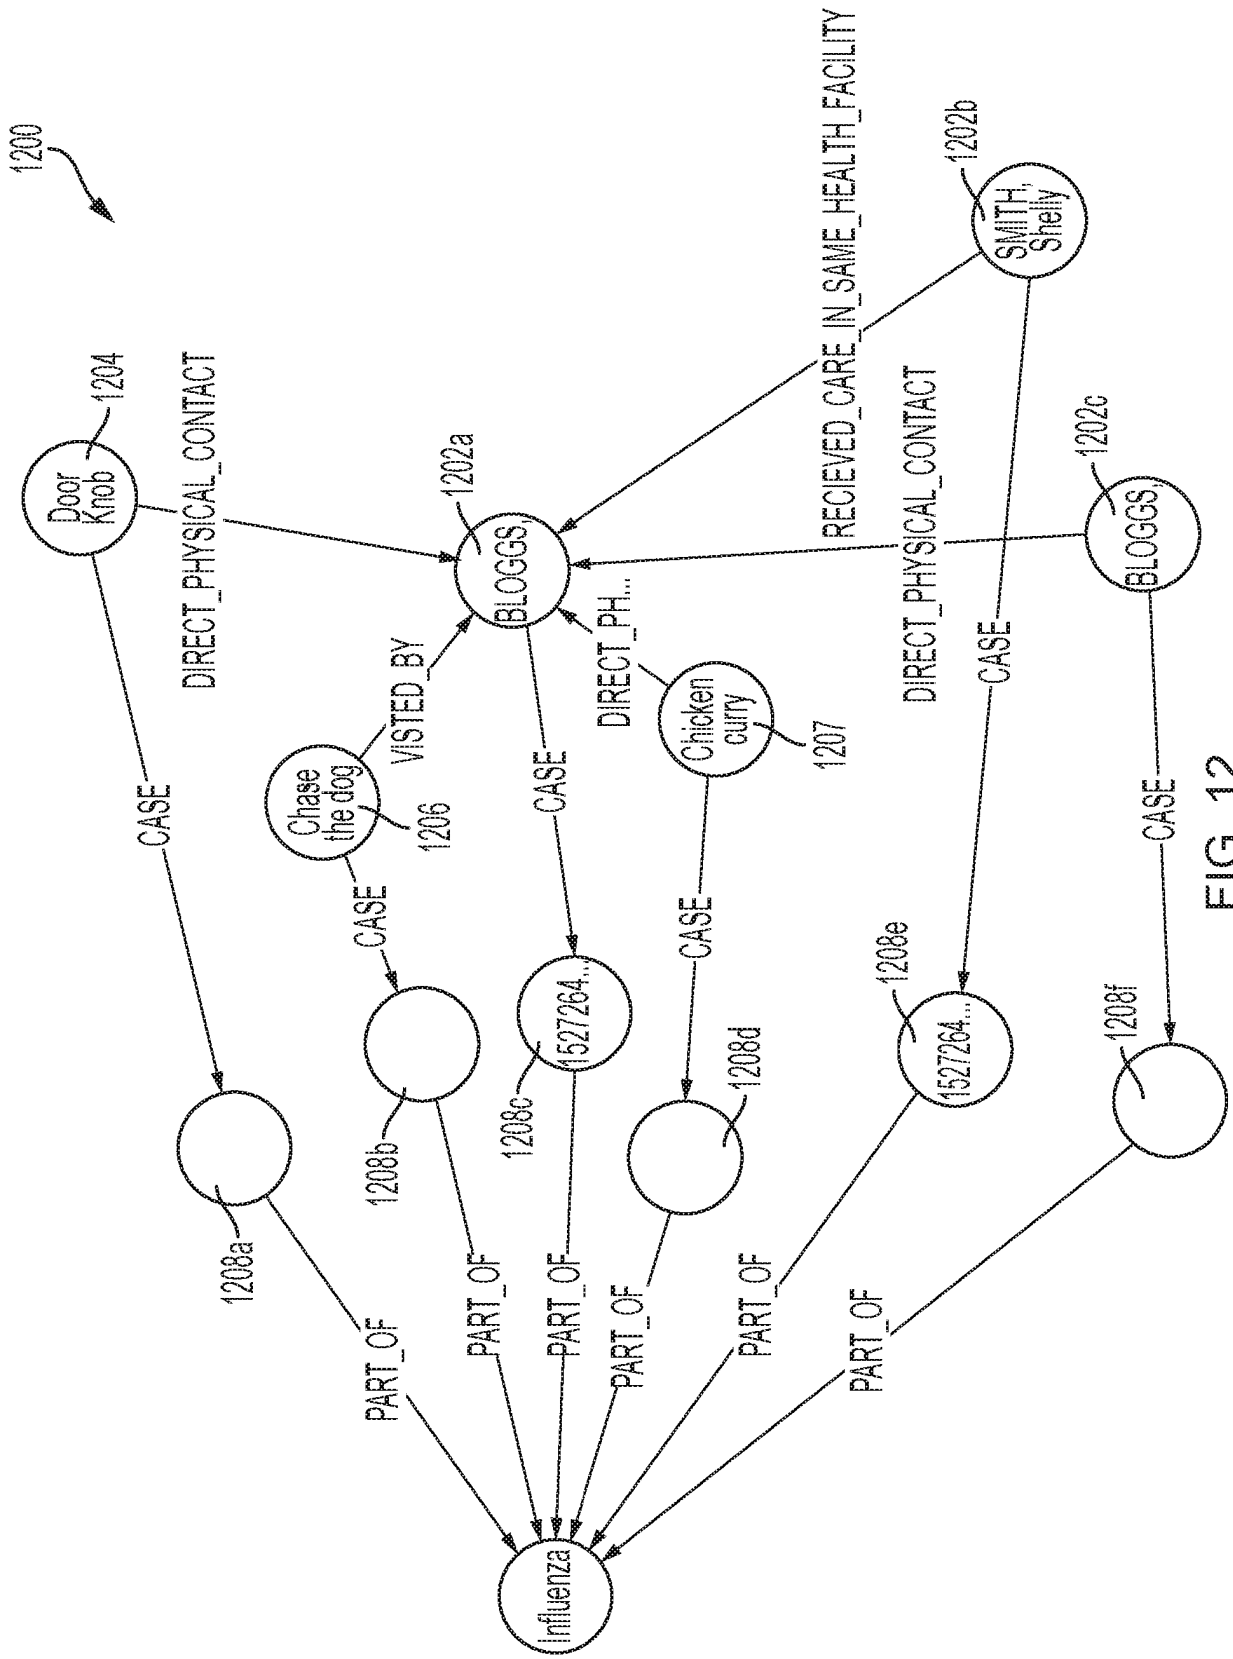 1200
Door
Knob
1204
CASE
DIRECT_PHYSICAL_CONTACT
1208a
Chase
the dog
CASE
PART_OF
1208b
VISTED_BY
1206
1202a
PART_OF
BLOGGS,
1208c
CASE
Influenza
PART_OF
1527264...
DIRECT_PH...
PART_OF
CASE
Chicken
curry
1208d
PART_OF
1207
RECIEVED_CARE_IN_SAME_HEALTH_FACILITY
PART_OF
1208e
DIRECT_PHYSICAL_CONTACT
1527264...
1202b
CASE
SMITH,
Shelly
1202c
1208f
BLOGGS,
CASE
FIG. 12